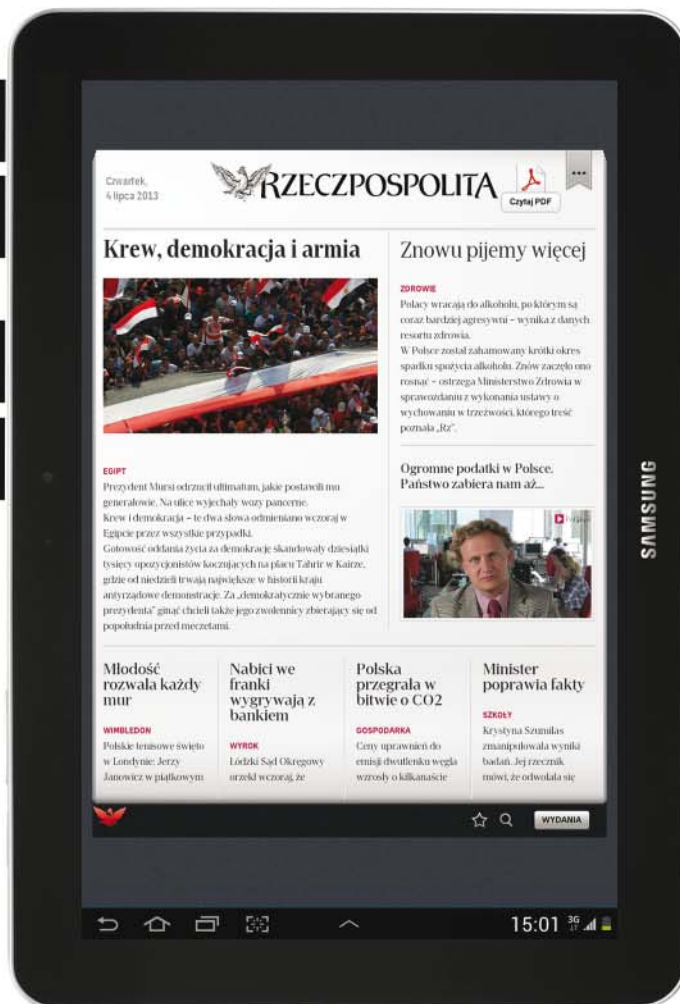 Czwartek,
4 lipca 2013
RZECZPOSPOLITA
Czytaj PDF
Krew, demokracja i armia
EGIPT
Prezydent Mursi odrzucił ultimatum, jakie postawili mu
generałowie. Na ulice wyjechały wozy pancerne.
Krew i demokracja – te dwa słowa odmieniano wczoraj w
Egipcie przez wszystkie przypadki.
Gotowość oddania życia za demokrację skandowały dziesiątki
tysięcy opozycjonistów koczujących na placu Tahrir w Kairze,
gdzie od niedzieli trwają największe w historii kraju
antyrządowe demonstracje. Za „demokratycznie wybranego
prezydenta” ginąć chcieli także jego zwolennicy zbierający się od
popołudnia przed meczetami.
Znowu pijemy więcej
ZDROWIE
Polacy wracają do alkoholu, po którym są
coraz bardziej agresywni – wynika z danych
resortu zdrowia.
W Polsce został zahamowany krótki okres
spadku spożycia alkoholu. Znów zaczęło ono
rosnąć – ostrzega Ministerstwo Zdrowia w
sprawozdaniu z wykonania ustawy o
wychowaniu w trzeźwości, którego treść
poznała „Rz”.
Ogromne podatki w Polsce.
Państwo zabiera nam aż...
Młodość
rozwala każdy
mur
WIMBLEDON
Polskie tenisowe święto
w Londynie: Jerzy
Janowicz w piątkowym
Nabici we
franki
wygrywają z
bankiem
WYROK
Łódzki Sąd Okręgowy
orzekł wczoraj, że
Polska
przegrała w
bitwie o CO2
GOSPODARKA
Ceny uprawnień do
emisji dwutlenku węgla
wzrosły o kilkanaście
Minister
poprawia fakty
SZKOŁY
Krystyna Szumilas
zmanipulowała wyniki
badań. Jej rzecznik
mówi, że odwołała się
WYDANIA
15:01 3G
SAMSUNG